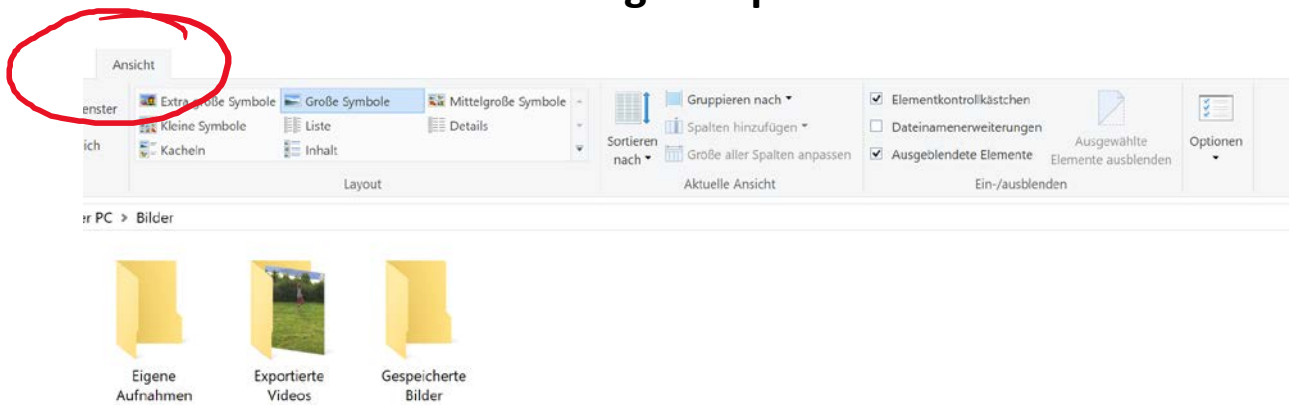 Ansicht
enster
ich
Extra große Symbole Große Symbole Mittelgroße Symbole
Kleine Symbole Liste Details
Kacheln Inhalt
Layout
Sortieren
nach
Gruppieren nach
Spalten hinzufügen
Größe aller Spalten anpassen
Aktuelle Ansicht
Elementkontrollkästchen
Dateinamenerweiterungen
Ausgeblendete Elemente
Ausgewählte
Elemente ausblenden
Ein-/ausblenden
Optionen
er PC > Bilder
Eigene
Aufnahmen
Exportierte
Videos
Gespeicherte
Bilder